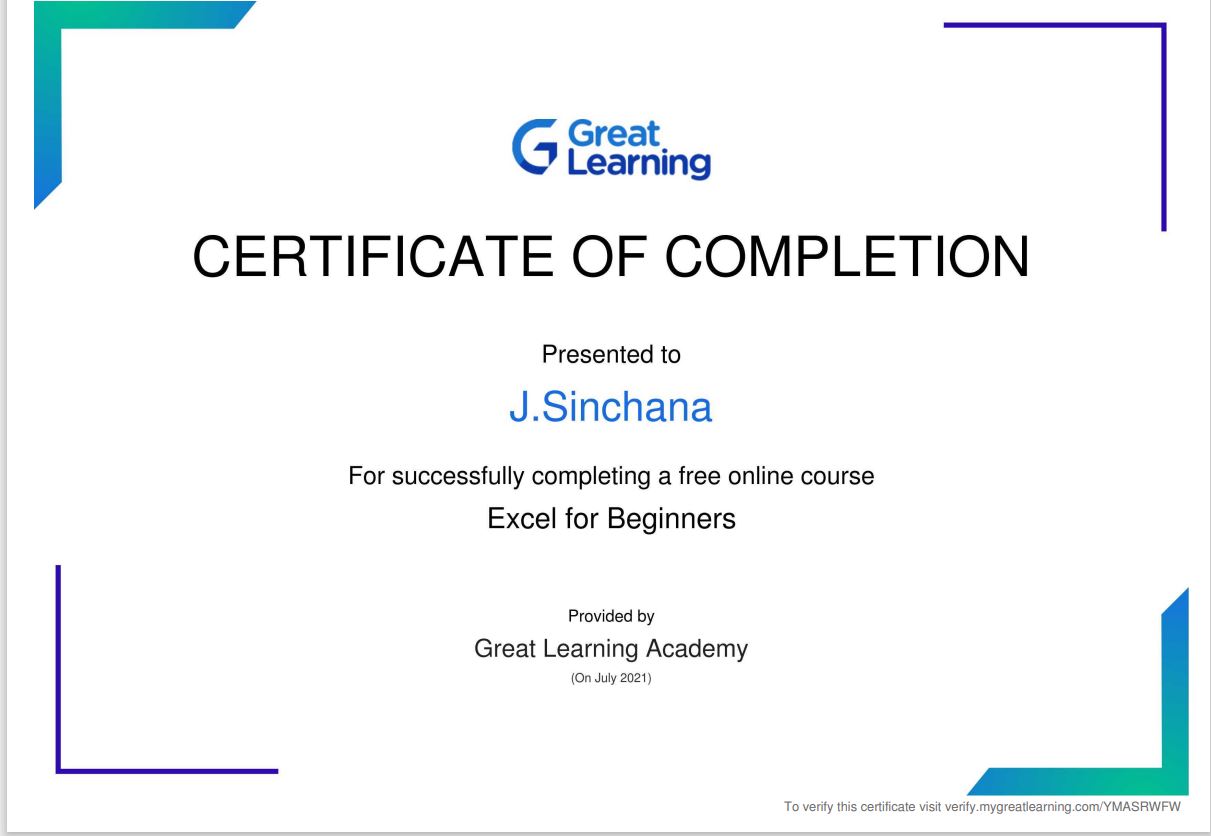 Great
Learning
CERTIFICATE OF COMPLETION
Presented to
J.Sinchana
For successfully completing a free online course
Excel for Beginners
Provided by
Great Learning Academy
(On July 2021)
To verify this certificate visit verify.mygreatlearning.com/YMASRWFW